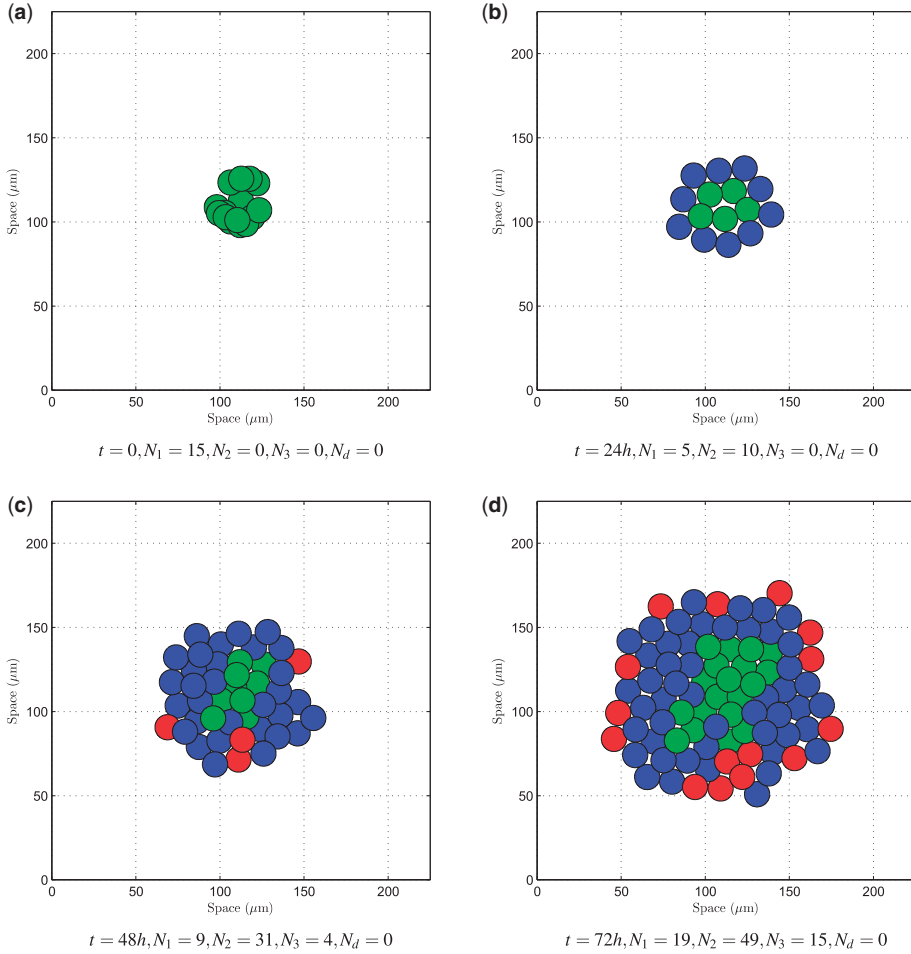 (a)
200
150
100
50
0
Space (μm)
0 50 100 150 200
Space (μm)
t = 0, N1 = 15, N2 = 0, N3 = 0, Nd = 0
(b)
200
150
100
50
0
Space (μm)
0 50 100 150 200
Space (μm)
t = 24h, N1 = 5, N2 = 10, N3 = 0, Nd = 0
(c)
200
150
100
50
0
Space (μm)
0 50 100 150 200
Space (μm)
t = 48h, N1 = 9, N2 = 31, N3 = 4, Nd = 0
(d)
200
150
100
50
0
Space (μm)
0 50 100 150 200
Space (μm)
t = 72h, N1 = 19, N2 = 49, N3 = 15, Nd = 0